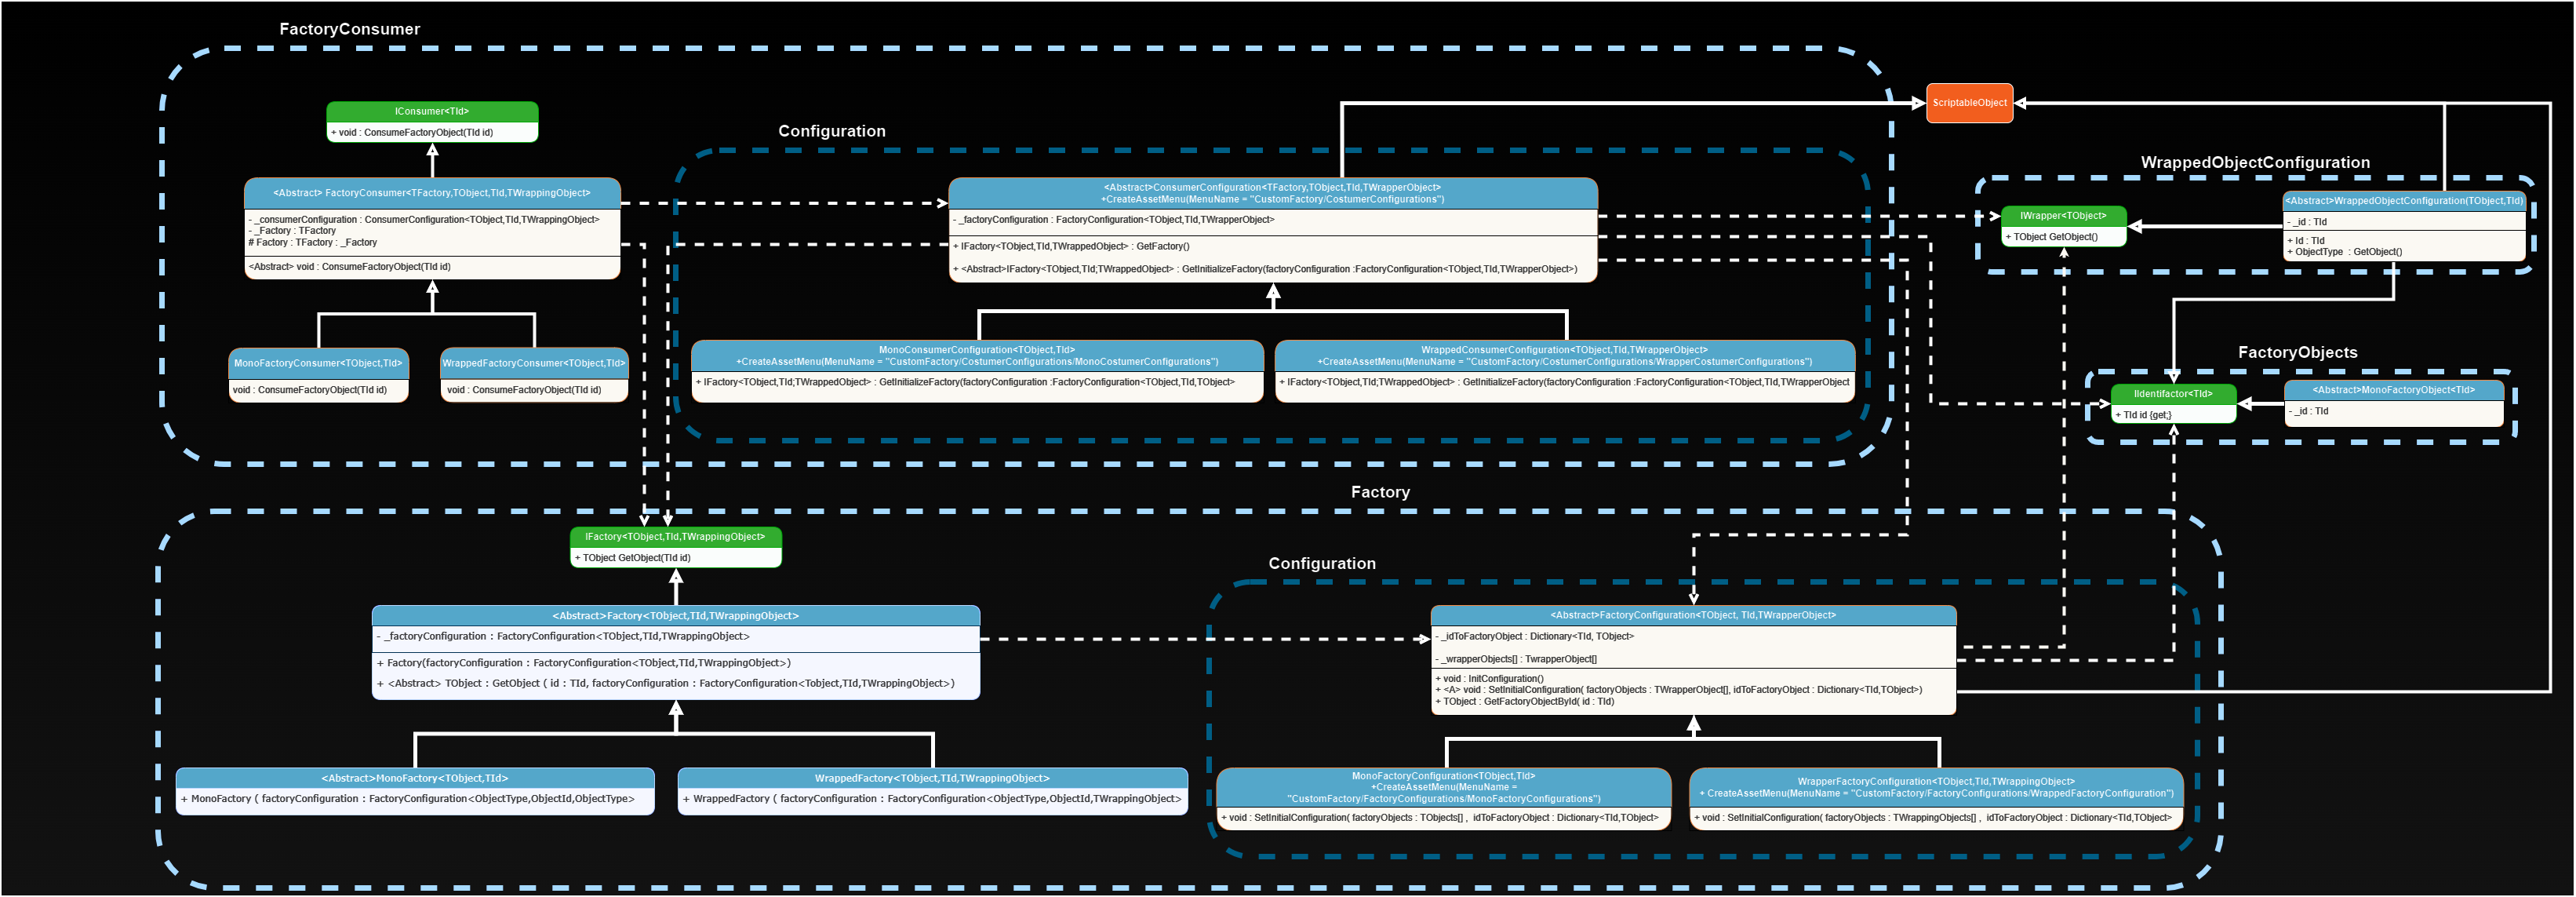 FactoryConsumer
IConsumer<TId>
+ void : ConsumeFactoryObject(TId id)
<Abstract> FactoryConsumer<TFactory,TObject,TId,TWrappingObject>
- _consumerConfiguration : ConsumerConfiguration<TObject,TId,TWrappingObject>
- _Factory : TFactory
# Factory : TFactory : _Factory
<Abstract> void : ConsumeFactoryObject(TId id)
MonoFactoryConsumer<TObject,TId>
void : ConsumeFactoryObject(TId id)
WrappedFactoryConsumer<TObject,TId>
void : ConsumeFactoryObject(TId id)
Configuration
<Abstract>ConsumerConfiguration<TFactory,TObject,TId,TWrapperObject>
+CreateAssetMenu(MenuName = "CustomFactory/CostumerConfigurations")
- _factoryConfiguration : FactoryConfiguration<TObject,TId,TWrapperObject>
+ IFactory<TObject,TId,TWrappedObject> : GetFactory()
+ <Abstract>IFactory<TObject,TId;TWrappedObject> : GetInitializeFactory(factoryConfiguration :FactoryConfiguration<TObject,TId,TWrapperObject>)
MonoConsumerConfiguration<TObject,TId>
+CreateAssetMenu(MenuName = "CustomFactory/CostumerConfigurations/MonoCostumerConfigurations")
+ IFactory<TObject,TId;TWrappedObject> : GetInitializeFactory(factoryConfiguration :FactoryConfiguration<TObject,TId,TObject>
WrappedConsumerConfiguration<TObject,TId,TWrapperObject>
+CreateAssetMenu(MenuName = "CustomFactory/CostumerConfigurations/WrapperCostumerConfigurations")
+ IFactory<TObject,TId;TWrappedObject> : GetInitializeFactory(factoryConfiguration :FactoryConfiguration<TObject,TId,TWrapperObject
ScriptableObject
WrappedObjectConfiguration
IWrapper<TObject>
+ TObject GetObject()
<Abstract>WrappedObjectConfiguration(TObject,TId)
- _id : TId
+ Id : TId
+ ObjectType  : GetObject()
FactoryObjects
IIdentifactor<TId>
+ TId id {get;}
<Abstract>MonoFactoryObject<TId>
- _id : TId
Factory
IFactory<TObject,TId,TWrappingObject>
+ TObject GetObject(TId id)
<Abstract>Factory<TObject,TId,TWrappingObject>
- _factoryConfiguration : FactoryConfiguration<TObject,TId,TWrappingObject>
+ Factory(factoryConfiguration : FactoryConfiguration<TObject,TId,TWrappingObject>)
+ <Abstract> TObject : GetObject ( id : TId, factoryConfiguration : FactoryConfiguration<Tobject,TId,TWrappingObject>)
<Abstract>MonoFactory<TObject,TId>
+ MonoFactory ( factoryConfiguration : FactoryConfiguration<ObjectType,ObjectId,ObjectType>
WrappedFactory<TObject,TId,TWrappingObject>
+ WrappedFactory ( factoryConfiguration : FactoryConfiguration<ObjectType,ObjectId,TWrappingObject>
Configuration
<Abstract>FactoryConfiguration<TObject, TId,TWrapperObject>
- _idToFactoryObject : Dictionary<TId, TObject>
- _wrapperObjects[] : TwrapperObject[]
+ void : InitConfiguration()
+ <A> void : SetInitialConfiguration( factoryObjects : TWrapperObject[], idToFactoryObject : Dictionary<TId,TObject>)
+ TObject : GetFactoryObjectById( id : TId)
MonoFactoryConfiguration<TObject,TId>
+CreateAssetMenu(MenuName =
"CustomFactory/FactoryConfigurations/MonoFactoryConfigurations")
+ void : SetInitialConfiguration( factoryObjects : TObjects[] ,  idToFactoryObject : Dictionary<TId,TObject>
WrapperFactoryConfiguration<TObject,TId,TWrappingObject>
+ CreateAssetMenu(MenuName = "CustomFactory/FactoryConfigurations/WrappedFactoryConfiguration")
+ void : SetInitialConfiguration( factoryObjects : TWrappingObjects[] ,  idToFactoryObject : Dictionary<TId,TObject>